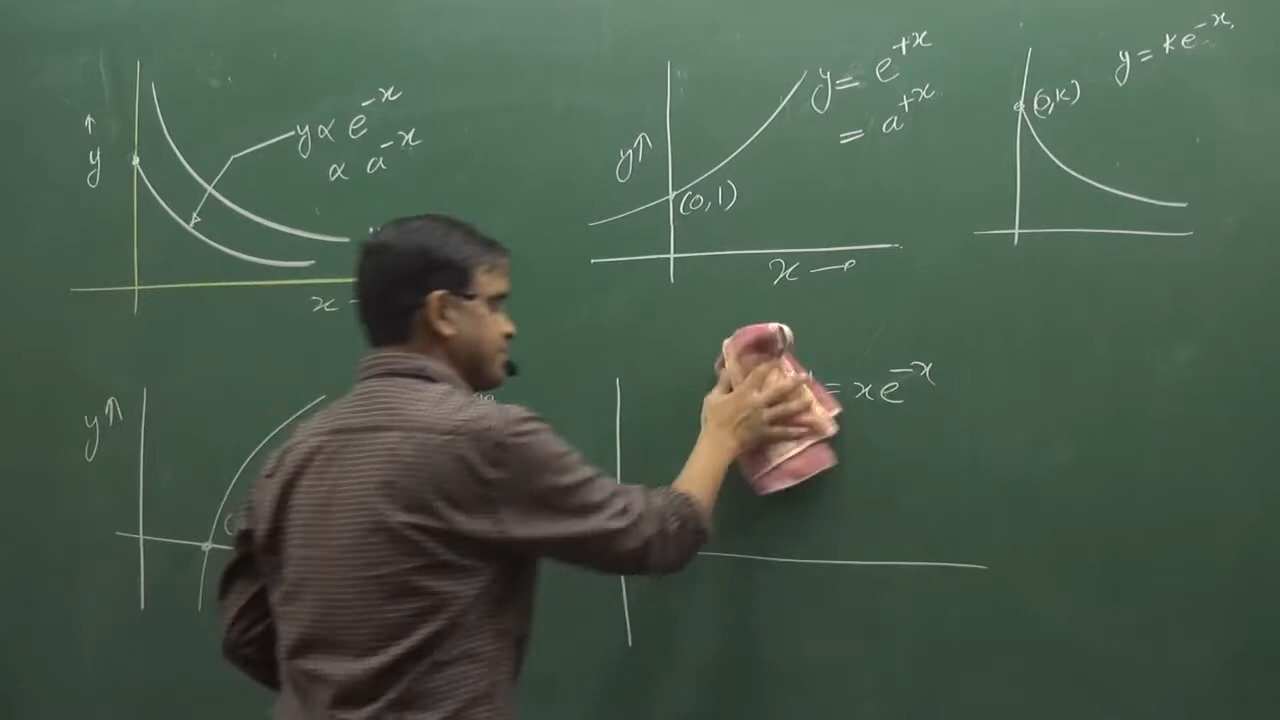 ↑
y
y ∝ e^{-x}
∝ a^{-x}
x
y↑
y = e^{+x}
= a^{+x}
(0,1)
x →
y = ke^{-x}
(0,k)
y↑
= xe^{-x}